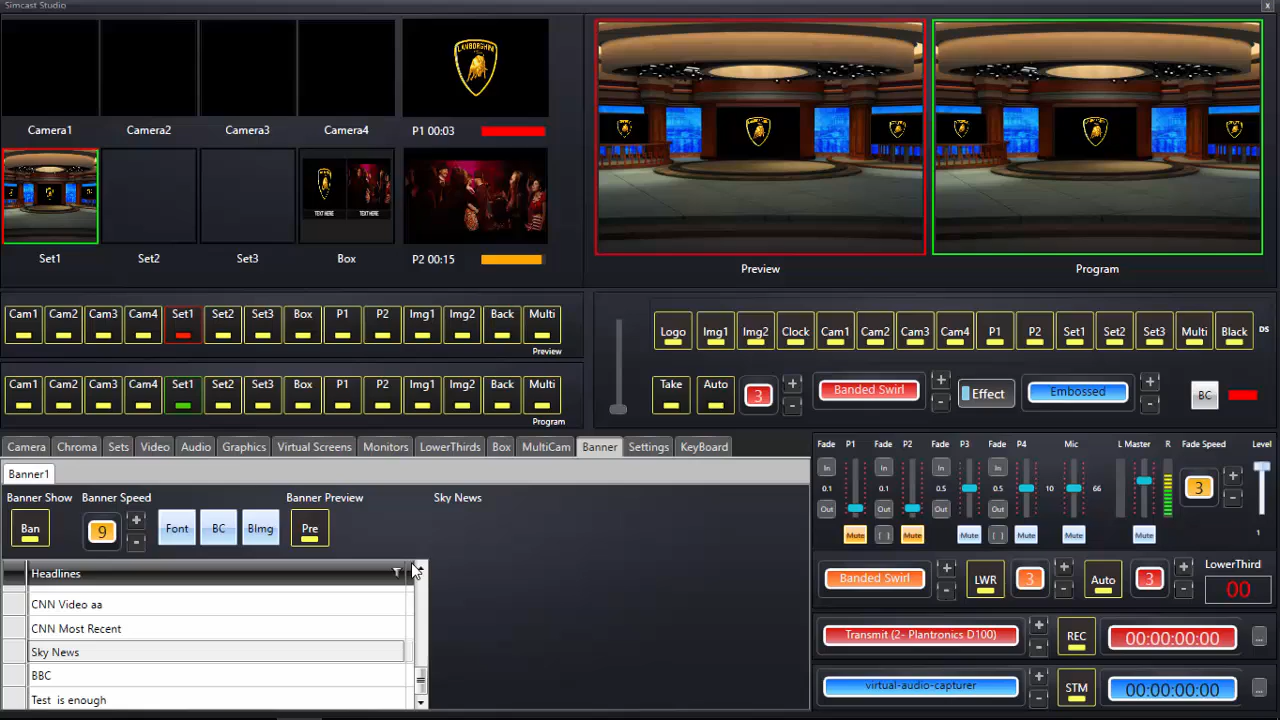 Simcast Studio
x
LAMBORGHINI
Camera1 Camera2 Camera3 Camera4 P1 00:03
TEXT HERE TEXT HERE
Set1 Set2 Set3 Box P2 00:15
Preview Program
Cam1 Cam2 Cam3 Cam4 Set1 Set2 Set3 Box P1 P2 Img1 Img2 Back Multi
Preview
Cam1 Cam2 Cam3 Cam4 Set1 Set2 Set3 Box P1 P2 Img1 Img2 Back Multi
Program
Logo Img1 Img2 Clock Cam1 Cam2 Cam3 Cam4 P1 P2 Set1 Set2 Set3 Multi Black DS
Take Auto 3 + - Banded Swirl + - Effect Embossed + - BC
Camera Chroma Sets Video Audio Graphics Virtual Screens Monitors LowerThirds Box MultiCam Banner Settings KeyBoard
Banner1
Banner Show Banner Speed Banner Preview Sky News
Ban 9 + - Font BC BImg Pre
Headlines
CNN Video aa
CNN Most Recent
Sky News
BBC
Test is enough
Fade P1 Fade P2 Fade P3 Fade P4 Mic L Master R Fade Speed Level
In In In In
0.1 0.1 0.5 0.5 10 66 3 + -
Out Out Out Out
1
Mute [ ] Mute Mute [ ] Mute Mute Mute
Banded Swirl + - LWR 3 + - Auto 3 + - LowerThird
00
Transmit (2- Plantronics D100) + - REC 00:00:00:00 ...
virtual-audio-capturer + - STM 00:00:00:00 ...